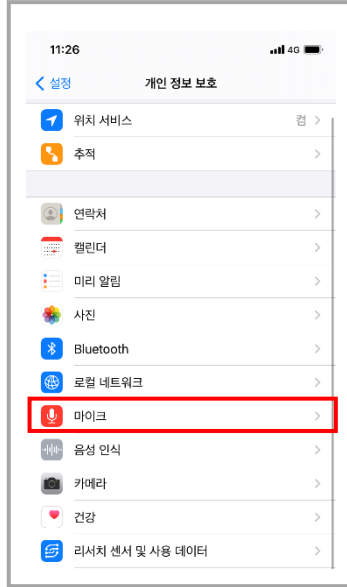 11:26
4G
설정
개인 정보 보호
위치 서비스
켬
추적
연락처
캘린더
미리 알림
사진
Bluetooth
로컬 네트워크
마이크
음성 인식
카메라
건강
리서치 센서 및 사용 데이터